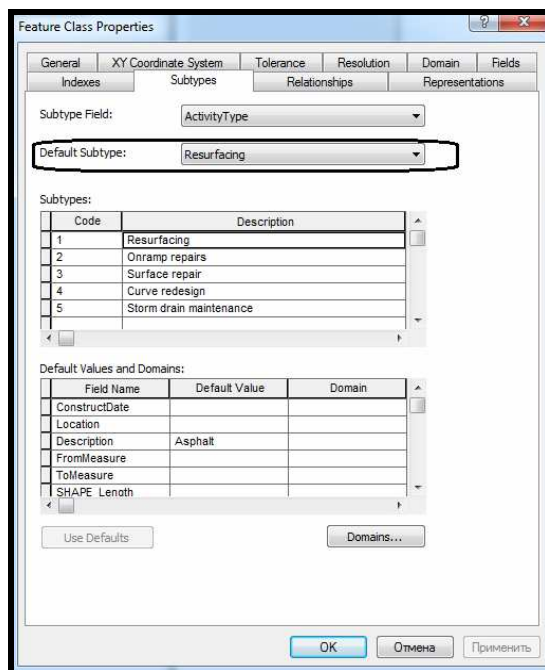 Feature Class Properties
General XY Coordinate System Tolerance Resolution Domain Fields
Indexes Subtypes Relationships Representations
Subtype Field: ActivityType
Default Subtype: Resurfacing
Subtypes:
Code Description
1 Resurfacing
2 Onramp repairs
3 Surface repair
4 Curve redesign
5 Storm drain maintenance
Default Values and Domains:
Field Name Default Value Domain
ConstructDate
Location
Description Asphalt
FromMeasure
ToMeasure
SHAPE_Length
Use Defaults Domains...
OK Отмена Применить